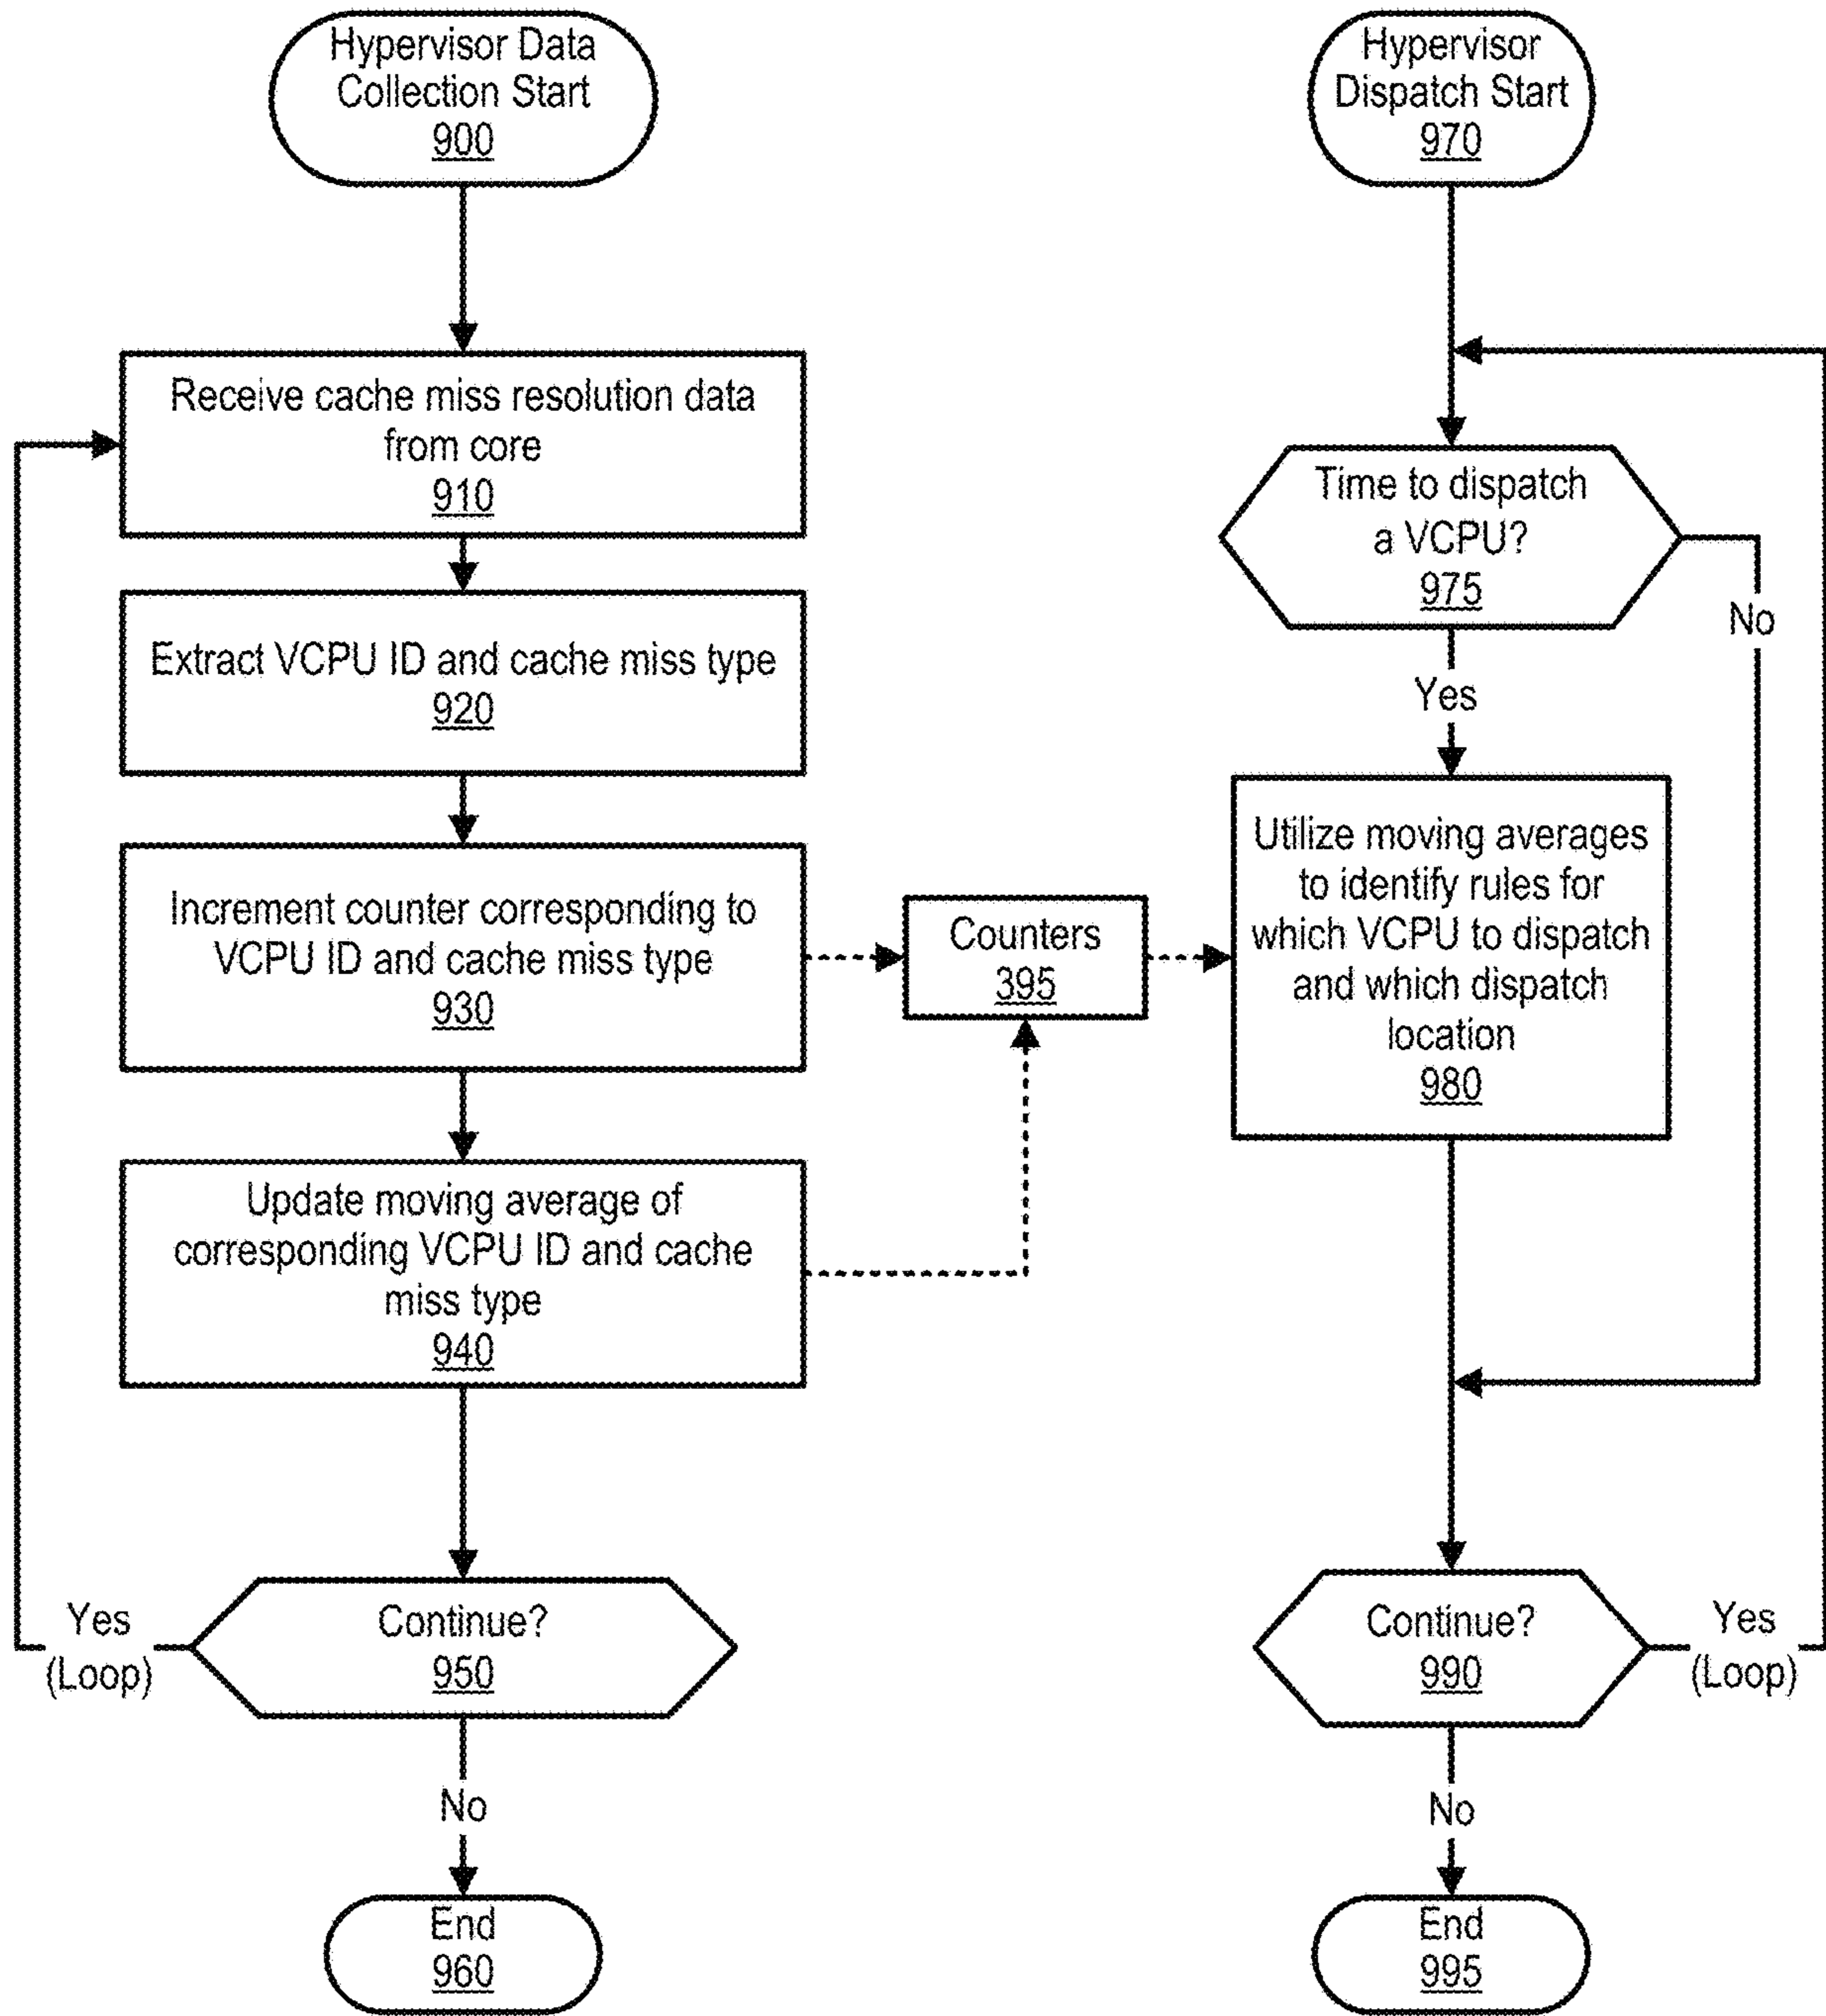 Hypervisor Data
Collection Start
900
Receive cache miss resolution data
from core
910
Extract VCPU ID and cache miss type
920
Increment counter corresponding to
VCPU ID and cache miss type
930
Update moving average of
corresponding VCPU ID and cache
miss type
940
Yes
(Loop)
Continue?
950
No
End
960
Counters
395
Hypervisor
Dispatch Start
970
Time to dispatch
a VCPU?
975
No
Yes
Utilize moving averages
to identify rules for
which VCPU to dispatch
and which dispatch
location
980
Continue?
990
Yes
(Loop)
No
End
995